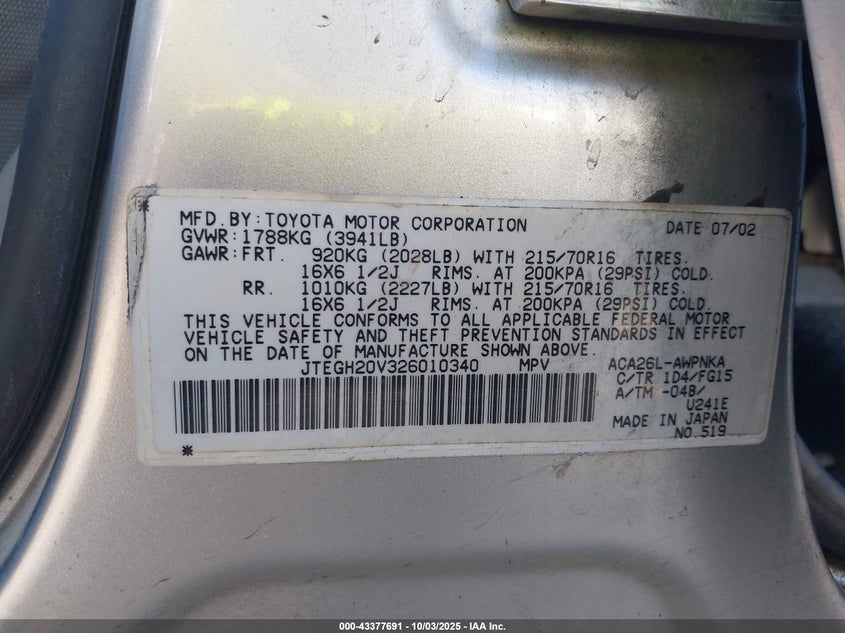 * MFD. BY: TOYOTA MOTOR CORPORATION DATE 07/02
GVWR: 1788KG (3941LB)
GAWR: FRT. 920KG (2028LB) WITH 215/70R16 TIRES.
16X6 1/2J RIMS. AT 200KPA (29PSI) COLD.
RR. 1010KG (2227LB) WITH 215/70R16 TIRES.
16X6 1/2J RIMS. AT 200KPA (29PSI) COLD.
THIS VEHICLE CONFORMS TO ALL APPLICABLE FEDERAL MOTOR
VEHICLE SAFETY AND THEFT PREVENTION STANDARDS IN EFFECT
ON THE DATE OF MANUFACTURE SHOWN ABOVE.
JTEGH20V326010340 MPV ACA26L-AWPNKA
C/TR 1D4/FG15
A/TM -04B/
U241E
MADE IN JAPAN
* NO.519
000-43377691 - 10/03/2025 - IAA Inc.